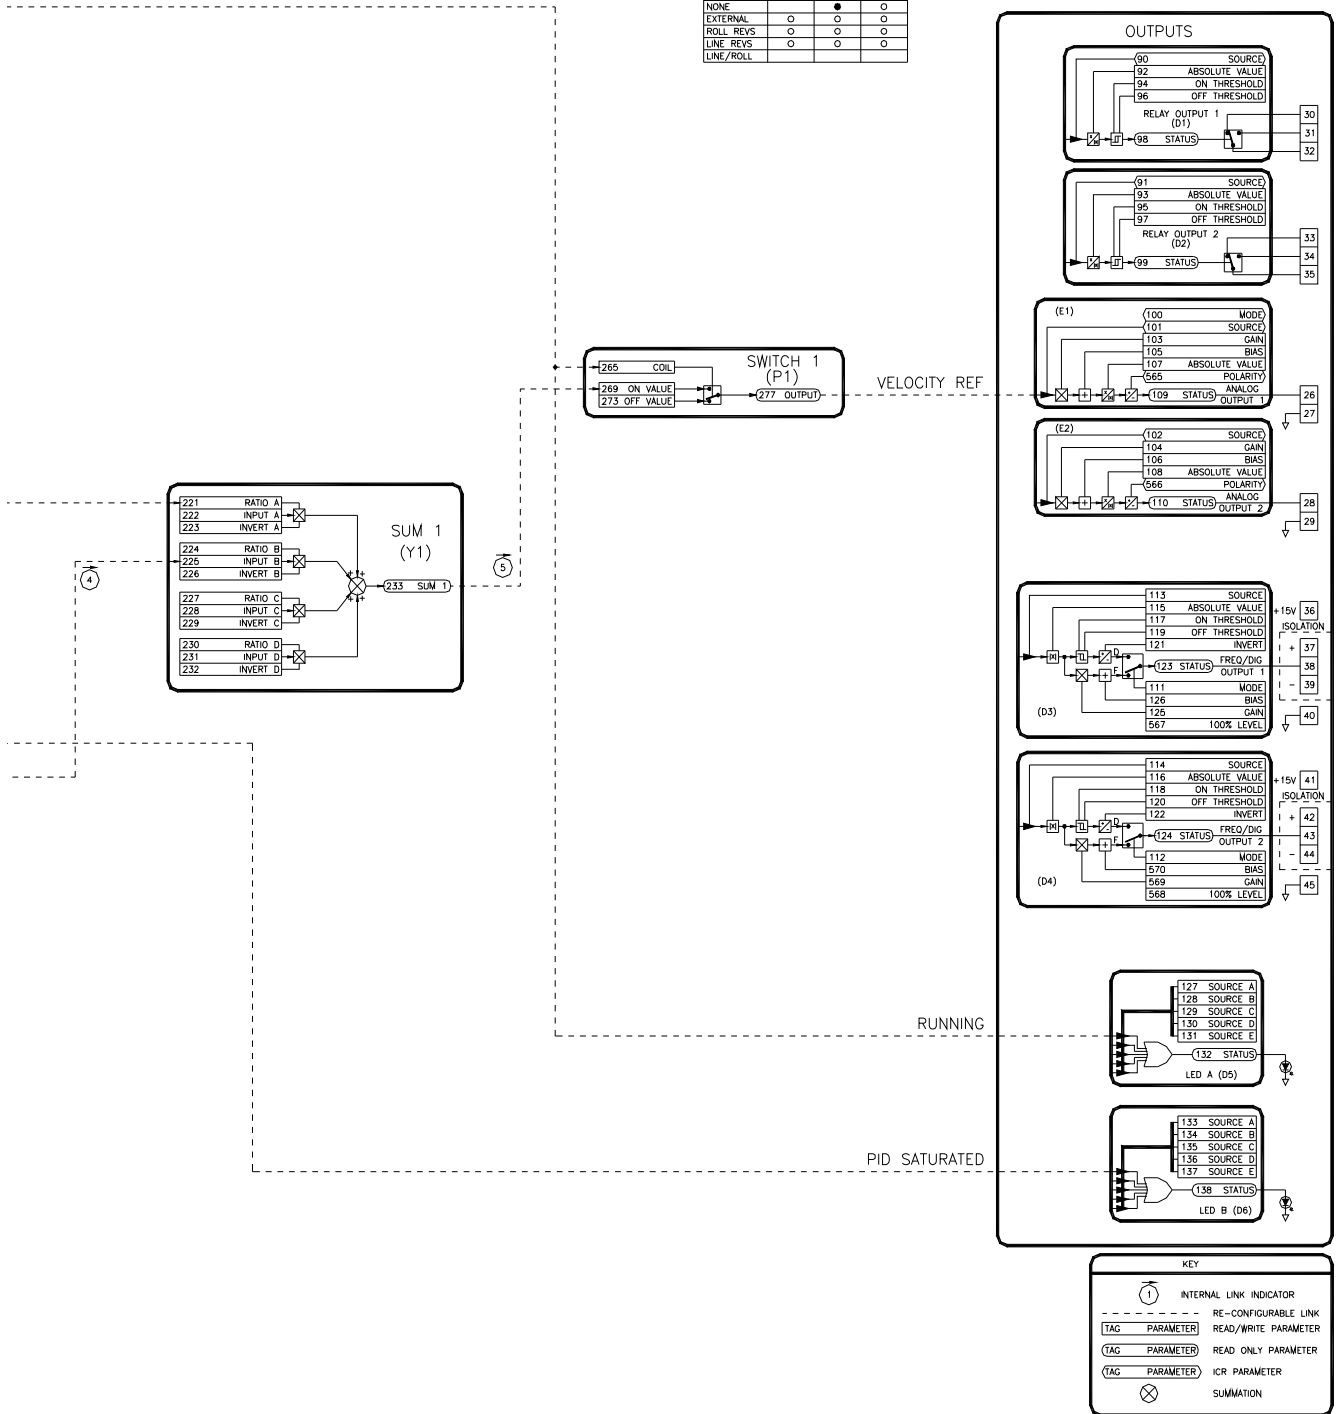 NONE
EXTERNAL
ROLL REVS
LINE REVS
LINE/ROLL
OUTPUTS
90 SOURCE
92 ABSOLUTE VALUE
94 ON THRESHOLD
96 OFF THRESHOLD
RELAY OUTPUT 1
(D1)
98 STATUS
30
31
32
91 SOURCE
93 ABSOLUTE VALUE
95 ON THRESHOLD
97 OFF THRESHOLD
RELAY OUTPUT 2
(D2)
99 STATUS
33
34
35
(E1)
100 MODE
101 SOURCE
103 GAIN
105 BIAS
107 ABSOLUTE VALUE
565 POLARITY
109 STATUS
ANALOG
OUTPUT 1
26
27
(E2)
102 SOURCE
104 GAIN
106 BIAS
108 ABSOLUTE VALUE
566 POLARITY
110 STATUS
ANALOG
OUTPUT 2
28
29
SWITCH 1
(P1)
265 COIL
269 ON VALUE
273 OFF VALUE
277 OUTPUT
VELOCITY REF
221 RATIO A
222 INPUT A
223 INVERT A
224 RATIO B
225 INPUT B
226 INVERT B
227 RATIO C
228 INPUT C
229 INVERT C
230 RATIO D
231 INPUT D
232 INVERT D
SUM 1
(Y1)
+ +
+ +
233 SUM 1
4
5
113 SOURCE
115 ABSOLUTE VALUE
117 ON THRESHOLD
119 OFF THRESHOLD
121 INVERT
D
F
123 STATUS
FREQ/DIG
OUTPUT 1
111 MODE
126 BIAS
125 GAIN
567 100% LEVEL
(D3)
+15V 36
ISOLATION
+ 37
38
- 39
40
114 SOURCE
116 ABSOLUTE VALUE
118 ON THRESHOLD
120 OFF THRESHOLD
122 INVERT
D
F
124 STATUS
FREQ/DIG
OUTPUT 2
112 MODE
570 BIAS
569 GAIN
568 100% LEVEL
(D4)
+15V 41
ISOLATION
+ 42
43
- 44
45
RUNNING
127 SOURCE A
128 SOURCE B
129 SOURCE C
130 SOURCE D
131 SOURCE E
132 STATUS
LED A (D5)
PID SATURATED
133 SOURCE A
134 SOURCE B
135 SOURCE C
136 SOURCE D
137 SOURCE E
138 STATUS
LED B (D6)
KEY
1 INTERNAL LINK INDICATOR
RE-CONFIGURABLE LINK
TAG PARAMETER READ/WRITE PARAMETER
TAG PARAMETER READ ONLY PARAMETER
TAG PARAMETER ICR PARAMETER
SUMMATION